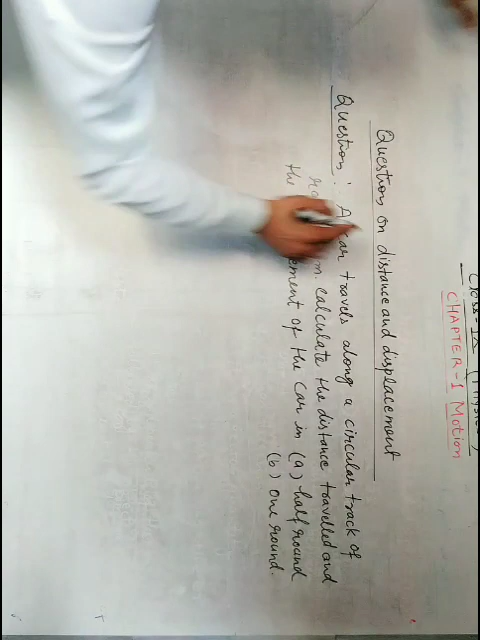 CHAPTER-1 Motion
Question on distance and displacement
Question: A car travels along a circular track of
m. calculate the distance travelled and
the ement of the car in (a) half round
(b) one round.